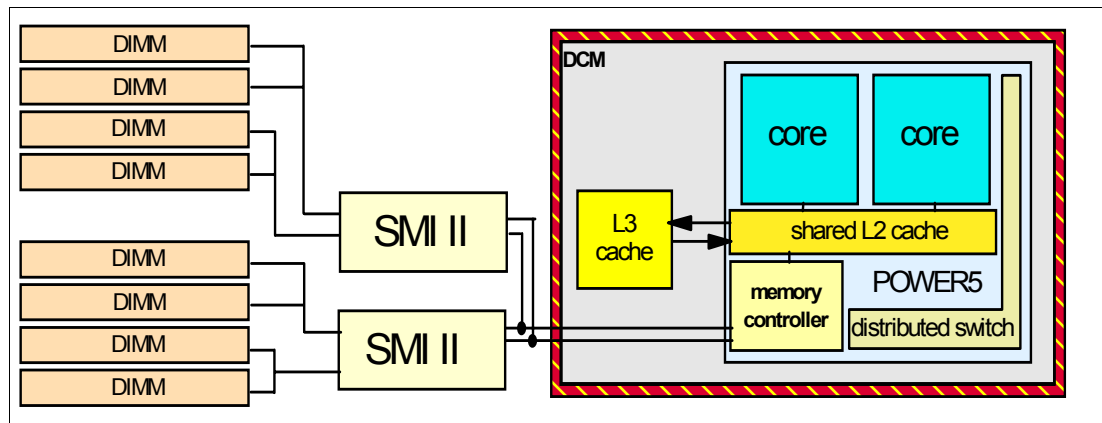 DIMM
DIMM
DIMM
DIMM
SMI II
DIMM
DIMM
DIMM
DIMM
SMI II
DCM
core
core
L3
cache
shared L2 cache
memory
controller
POWER5
distributed switch